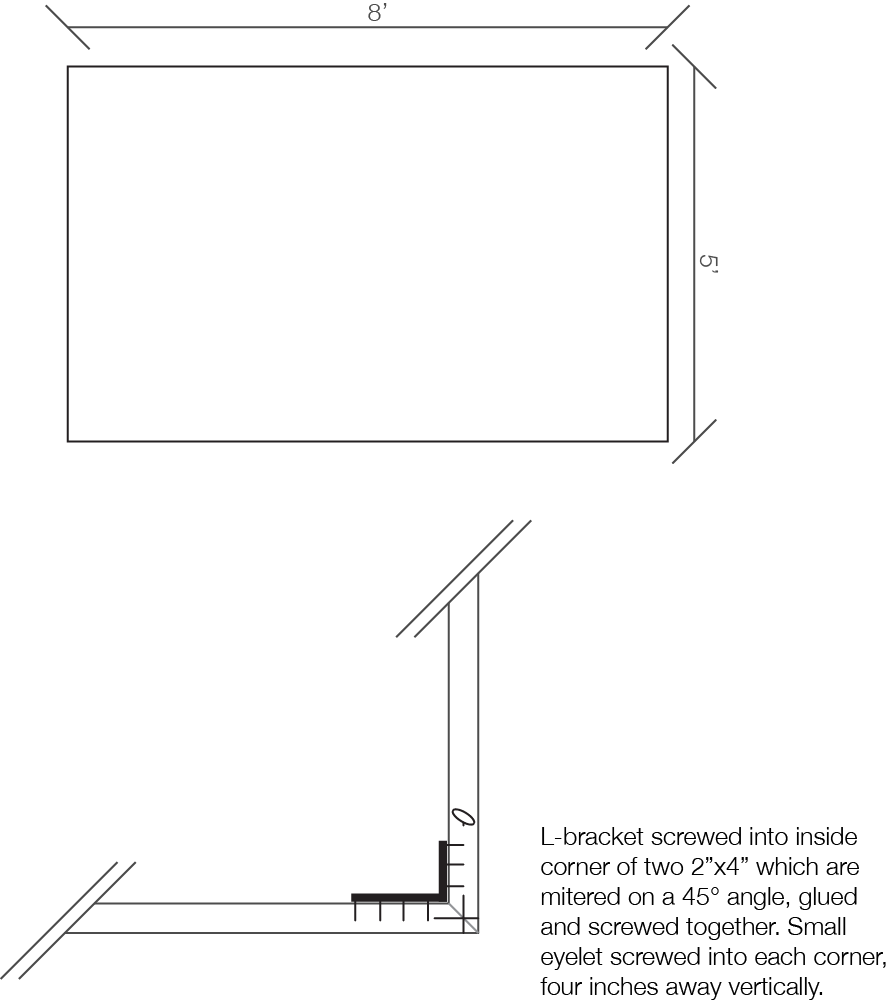 8’
5’
L-bracket screwed into inside
corner of two 2”x4” which are
mitered on a 45° angle, glued
and screwed together. Small
eyelet screwed into each corner,
four inches away vertically.